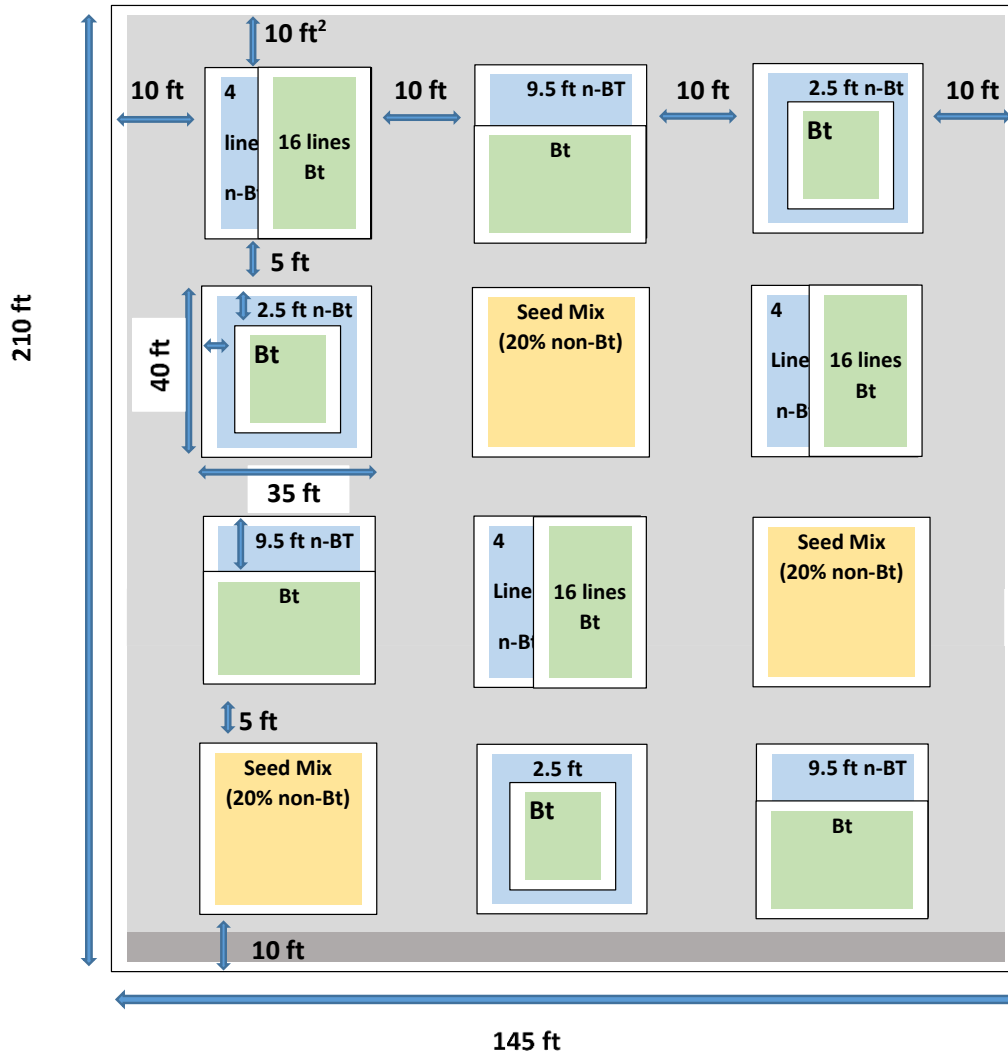 10 ft²
10 ft
10 ft
10 ft
10 ft
4
line
n-Bt
16 lines
Bt
9.5 ft n-BT
Bt
2.5 ft n-Bt
Bt
5 ft
210 ft
40 ft
2.5 ft n-Bt
Bt
35 ft
Seed Mix
(20% non-Bt)
4
Line
n-Bt
16 lines
Bt
9.5 ft n-BT
Bt
4
Line
n-Bt
16 lines
Bt
Seed Mix
(20% non-Bt)
5 ft
Seed Mix
(20% non-Bt)
2.5 ft
Bt
9.5 ft n-BT
Bt
10 ft
145 ft